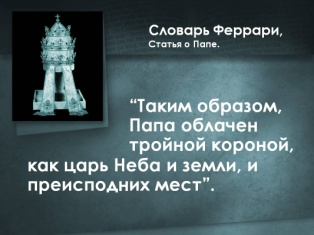 Словарь Феррари,
Статья о Папе.
“Таким образом,
Папа облачен
тройной короной,
как царь Неба и земли, и
преисподних мест”.